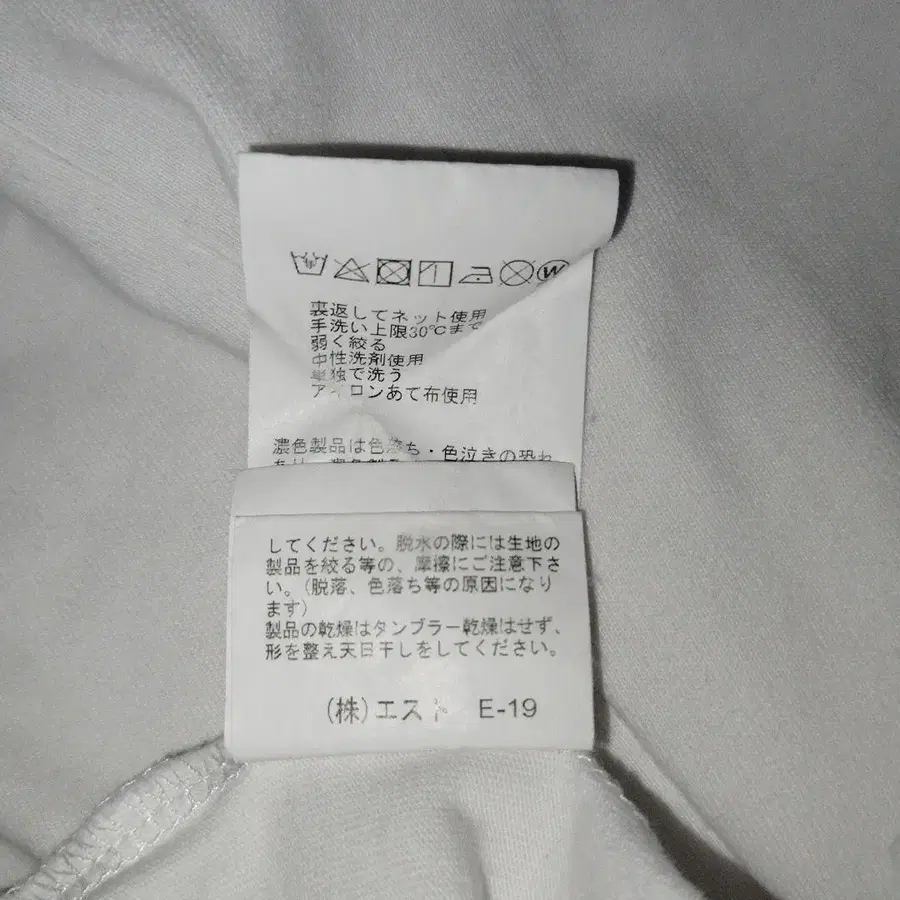 裏返してネット使用
手洗い上限30℃まで
弱く絞る
中性洗剤使用
単独で洗う
アイロンあて布使用
濃色製品は色落ち・色泣きの恐れ
してください。脱水の際には生地の
製品を絞る等の、摩擦にご注意下さ
い。(脱落、色落ち等の原因になり
ます)
製品の乾燥はタンブラー乾燥はせず、
形を整え天日干しをしてください。
(株)エスト E-19